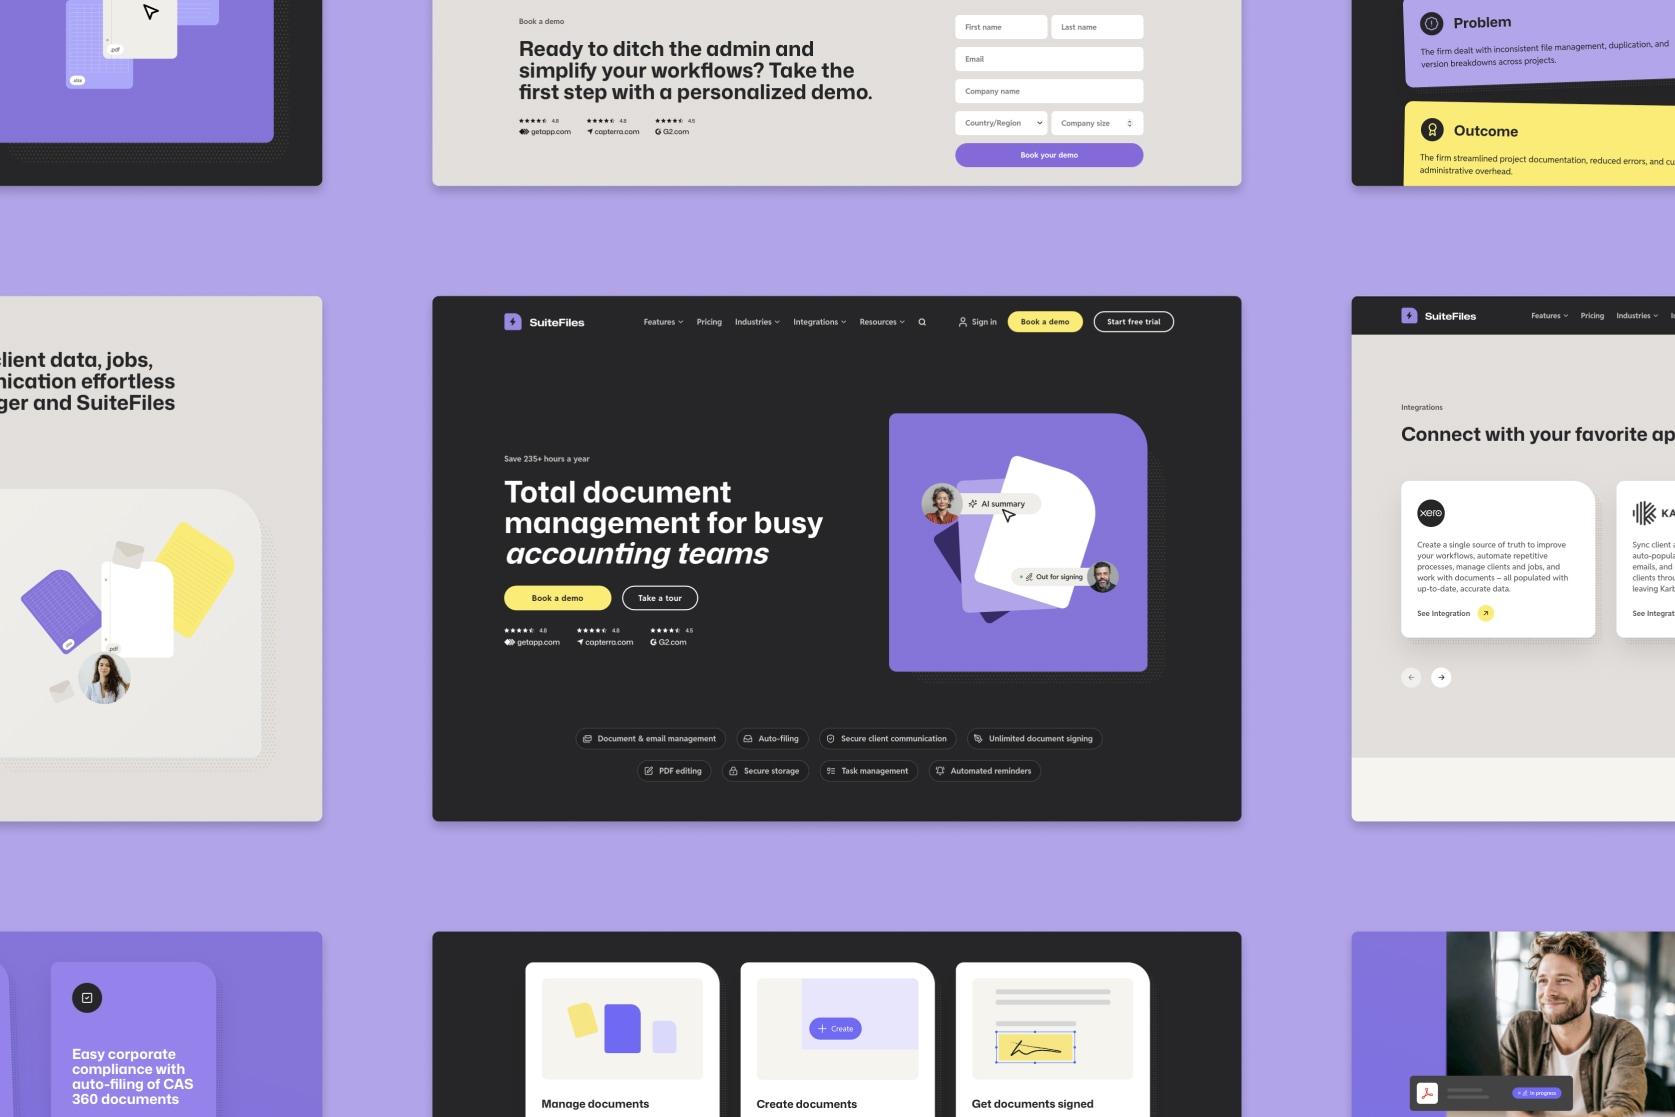 .pdf
.xlsx
Book a demo
Ready to ditch the admin and
simplify your workflows? Take the
first step with a personalized demo.
4.8
4.8
4.5
getapp.com
capterra.com
G2.com
First name
Last name
Email
Company name
Country/Region
Company size
Book your demo
Problem
The firm dealt with inconsistent file management, duplication, and
version breakdowns across projects.
Outcome
The firm streamlined project documentation, reduced errors, and cu
administrative overhead.
lient data, jobs,
nication effortless
ger and SuiteFiles
.pdf
SuiteFiles
Features
Pricing
Industries
Integrations
Resources
Sign in
Book a demo
Start free trial
Save 235+ hours a year
Total document
management for busy
accounting teams
Book a demo
Take a tour
4.8
4.8
4.5
getapp.com
capterra.com
G2.com
AI summary
Out for signing
Document & email management
Auto-filing
Secure client communication
Unlimited document signing
PDF editing
Secure storage
Task management
Automated reminders
SuiteFiles
Features
Pricing
Industries
In
Integrations
Connect with your favorite ap
xero
Create a single source of truth to improve
your workflows, automate repetitive
processes, manage clients and jobs, and
work with documents – all populated with
up-to-date, accurate data.
See Integration
KA
Sync client a
auto-popula
emails, and
clients throu
leaving Karb
See Integrat
Easy corporate
compliance with
auto-filing of CAS
360 documents
Manage documents
Create
Create documents
Get documents signed
In progress